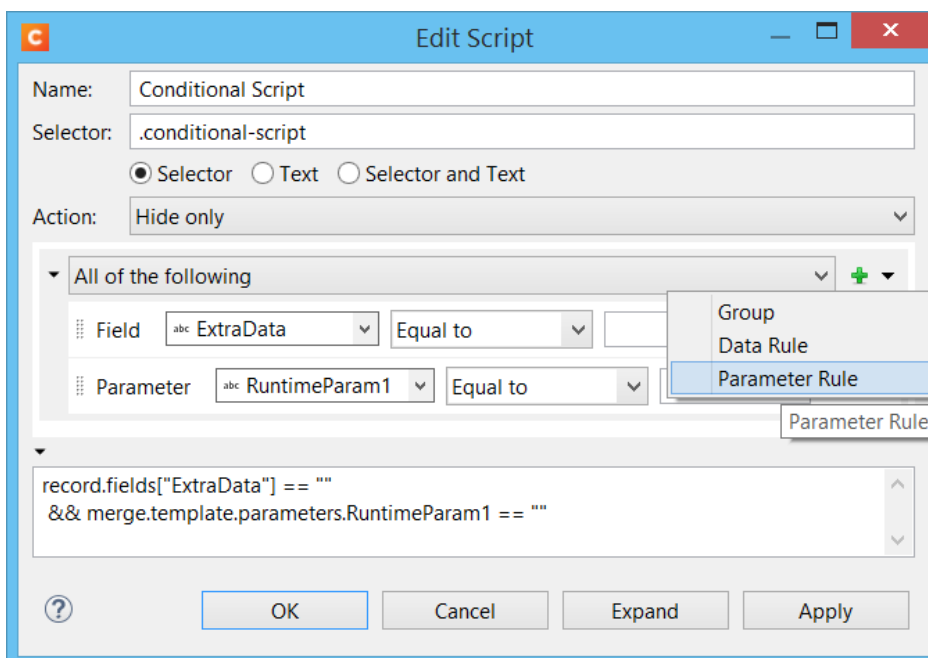 C
Edit Script
Name: Conditional Script
Selector: .conditional-script
Selector Text Selector and Text
Action: Hide only
All of the following
Field abc ExtraData Equal to
Group
Data Rule
Parameter abc RuntimeParam1 Equal to
Parameter Rule
Parameter Rule
record.fields["ExtraData"] == ""
&& merge.template.parameters.RuntimeParam1 == ""
? OK Cancel Expand Apply